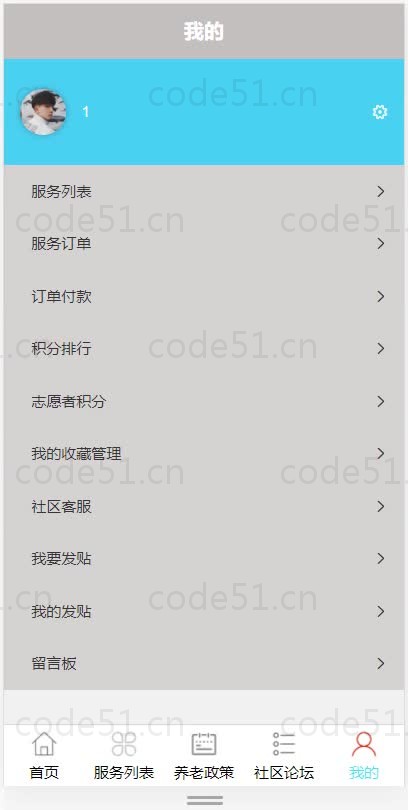 我的
1
服务列表
服务订单
订单付款
积分排行
志愿者积分
我的收藏管理
社区客服
我要发贴
我的发贴
留言板
首页 服务列表 养老政策 社区论坛 我的
code51.cn
code51.cn
code51.cn
code51.cn
code51.cn
code51.cn
code51.cn
code51.cn
code51.cn